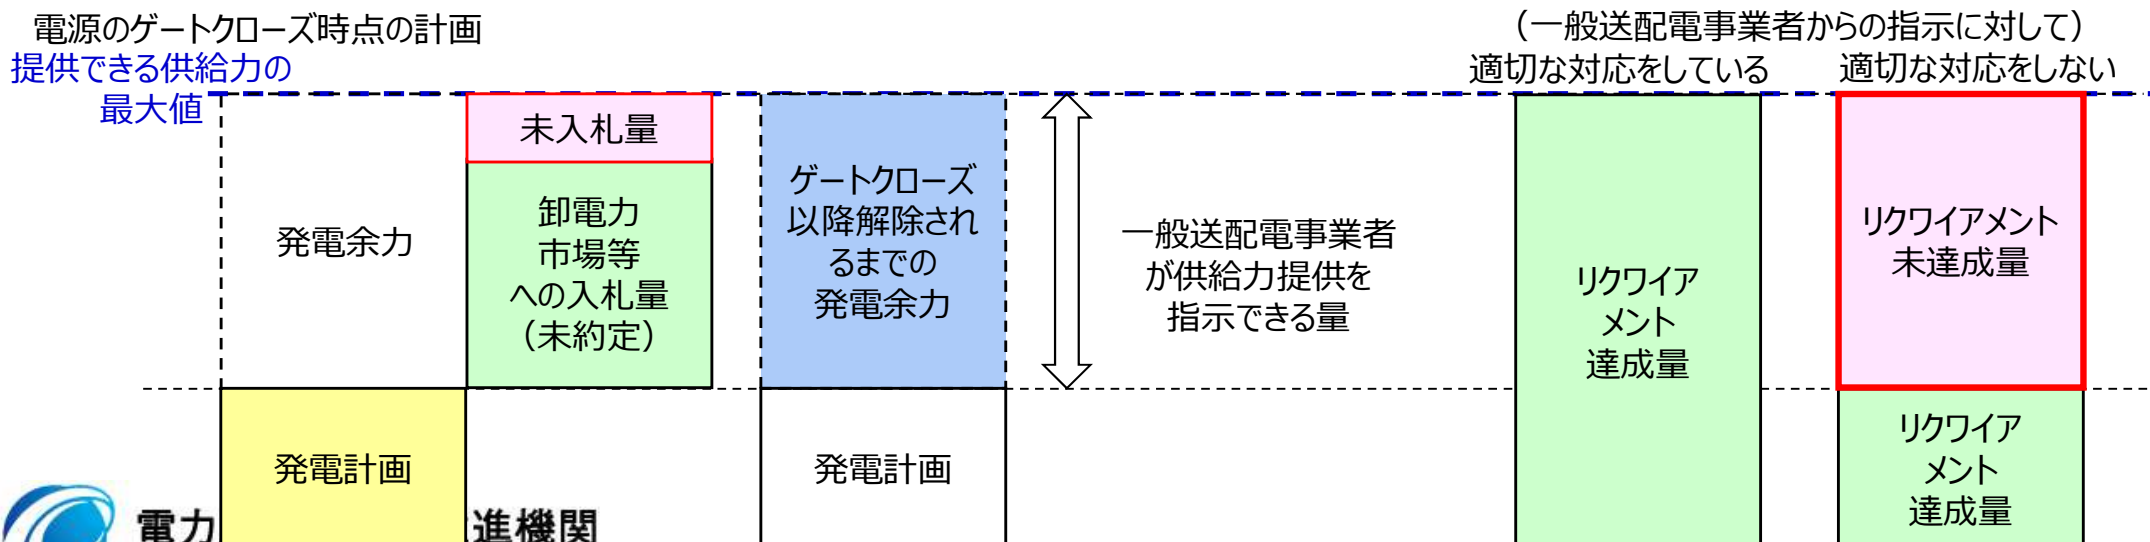 電源のゲートクローズ時点の計画
提供できる供給力の
最大値
発電余力
発電計画
未入札量
卸電力
市場等
への入札量
（未約定）
ゲートクローズ
以降解除され
るまでの
発電余力
発電計画
一般送配電事業者
が供給力提供を
指示できる量
（一般送配電事業者からの指示に対して）
適切な対応をしている
適切な対応をしない
リクワイア
メント
達成量
リクワイアメント
未達成量
リクワイア
メント
達成量
電力
進機関